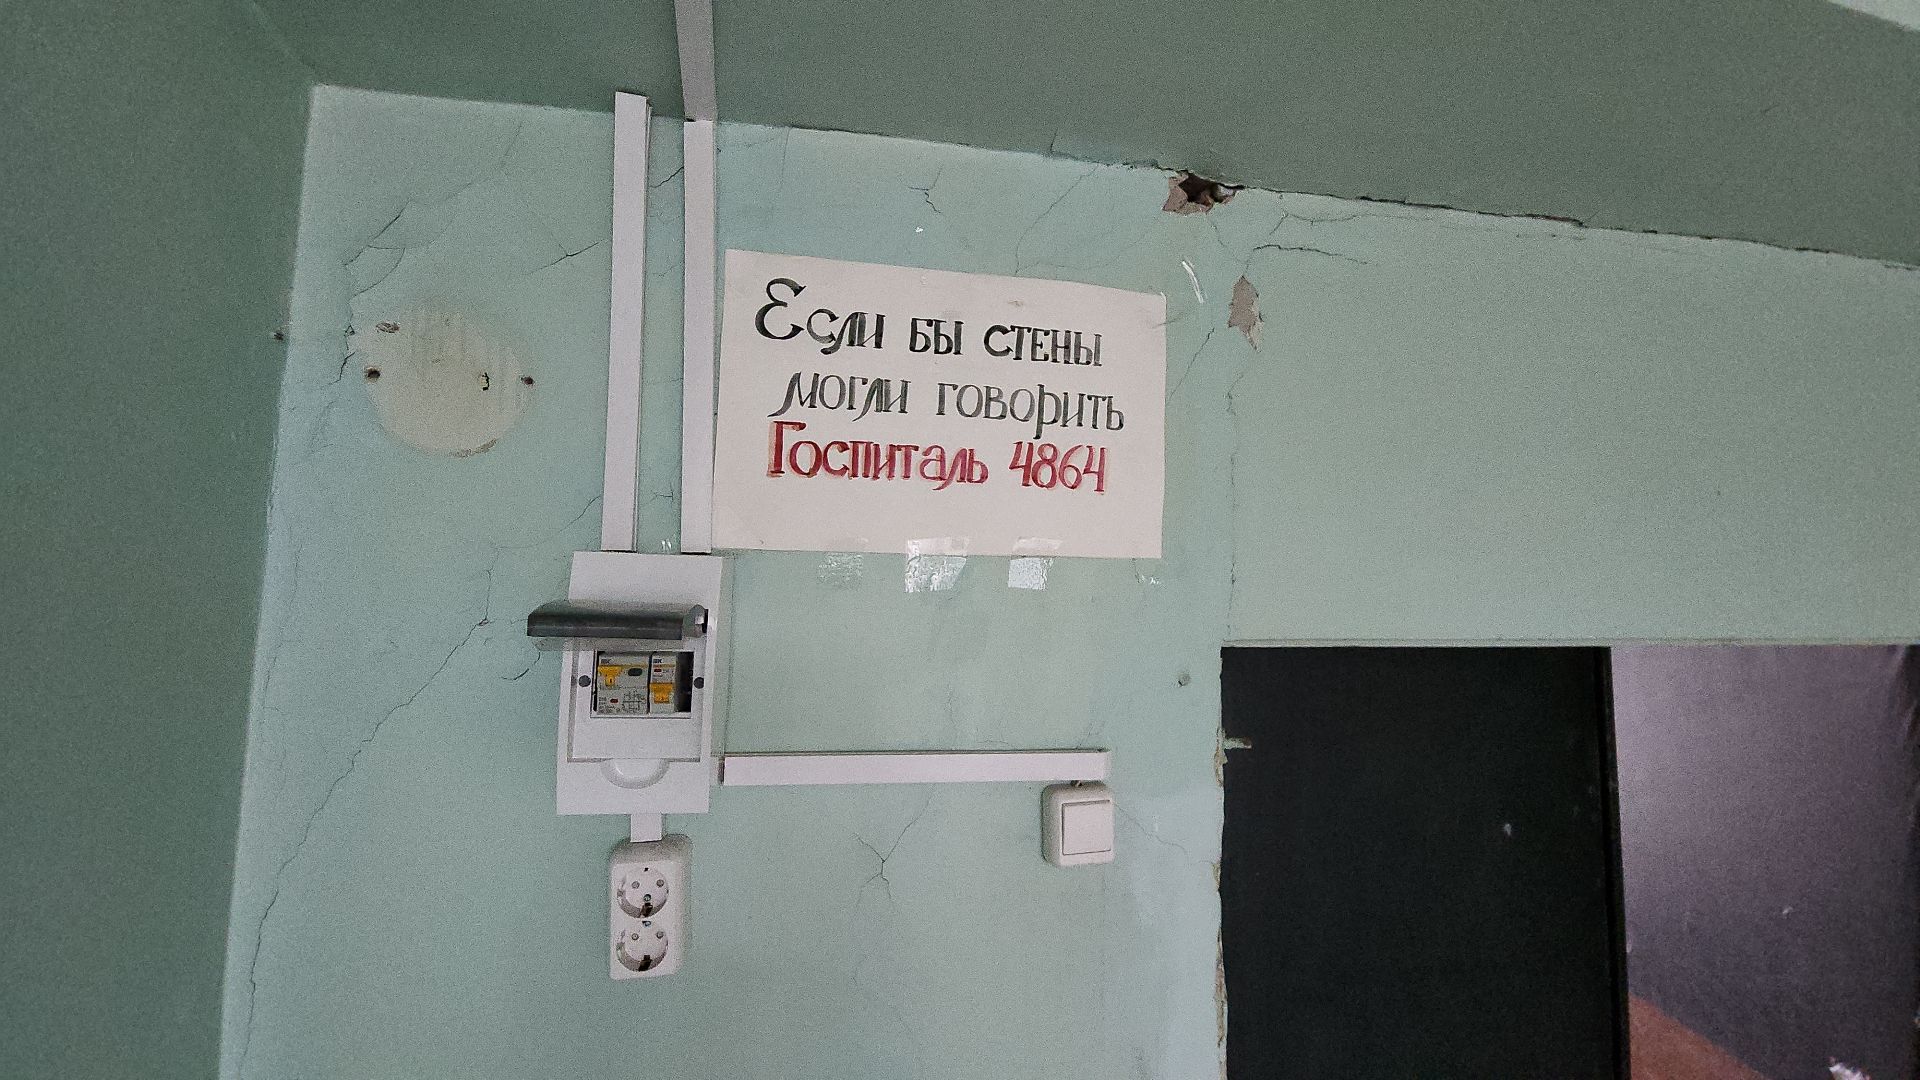 Если бы стены
могли говорить
Госпиталь 4864